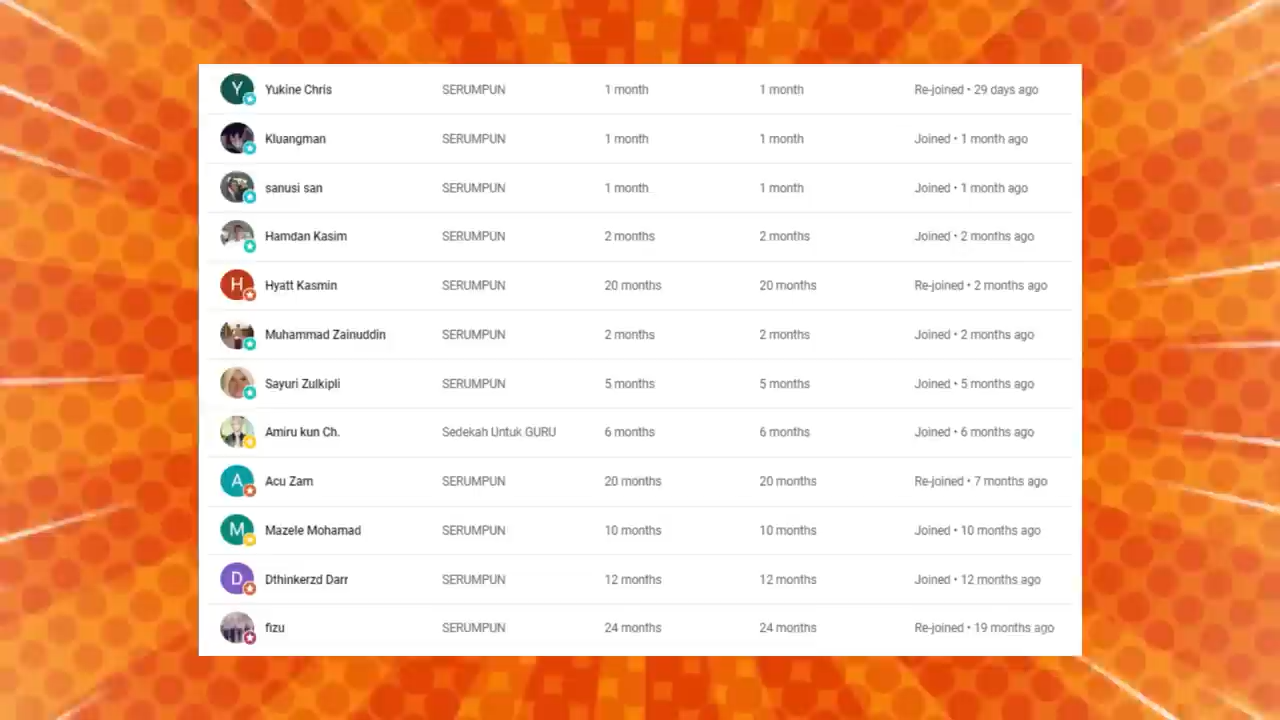 Y Yukine Chris SERUMPUN 1 month 1 month Re-joined • 29 days ago
Kluangman SERUMPUN 1 month 1 month Joined • 1 month ago
sanusi san SERUMPUN 1 month 1 month Joined • 1 month ago
Hamdan Kasim SERUMPUN 2 months 2 months Joined • 2 months ago
H Hyatt Kasmin SERUMPUN 20 months 20 months Re-joined • 2 months ago
Muhammad Zainuddin SERUMPUN 2 months 2 months Joined • 2 months ago
Sayuri Zulkipli SERUMPUN 5 months 5 months Joined • 5 months ago
Amiru kun Ch. Sedekah Untuk GURU 6 months 6 months Joined • 6 months ago
A Acu Zam SERUMPUN 20 months 20 months Re-joined • 7 months ago
M Mazele Mohamad SERUMPUN 10 months 10 months Joined • 10 months ago
D Dthinkerzd Darr SERUMPUN 12 months 12 months Joined • 12 months ago
fizu SERUMPUN 24 months 24 months Re-joined • 19 months ago